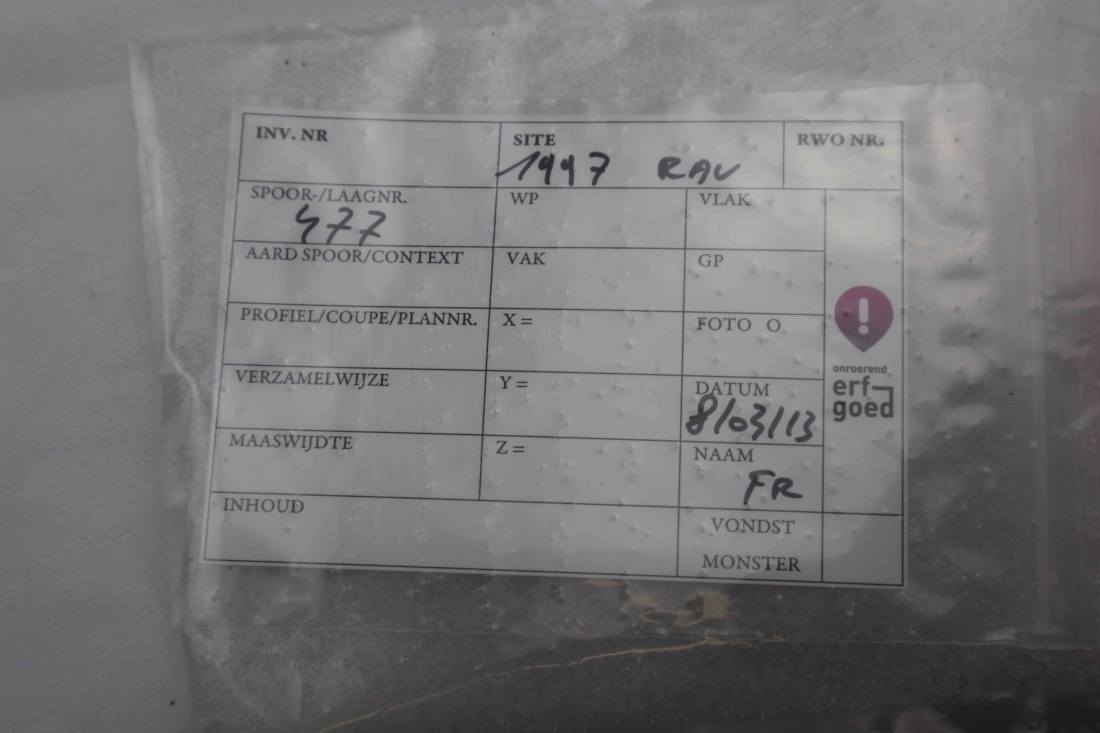 INV. NR
SITE
RWO NR.
1997 RAV
SPOOR-/LAAGNR.
WP
VLAK
477
AARD SPOOR/CONTEXT
VAK
GP
PROFIEL/COUPE/PLANNR.
X =
FOTO O
VERZAMELWIJZE
Y =
DATUM
8/03/13
onroerend
erf
goed
MAASWIJDTE
Z =
NAAM
FR
INHOUD
VONDST
MONSTER